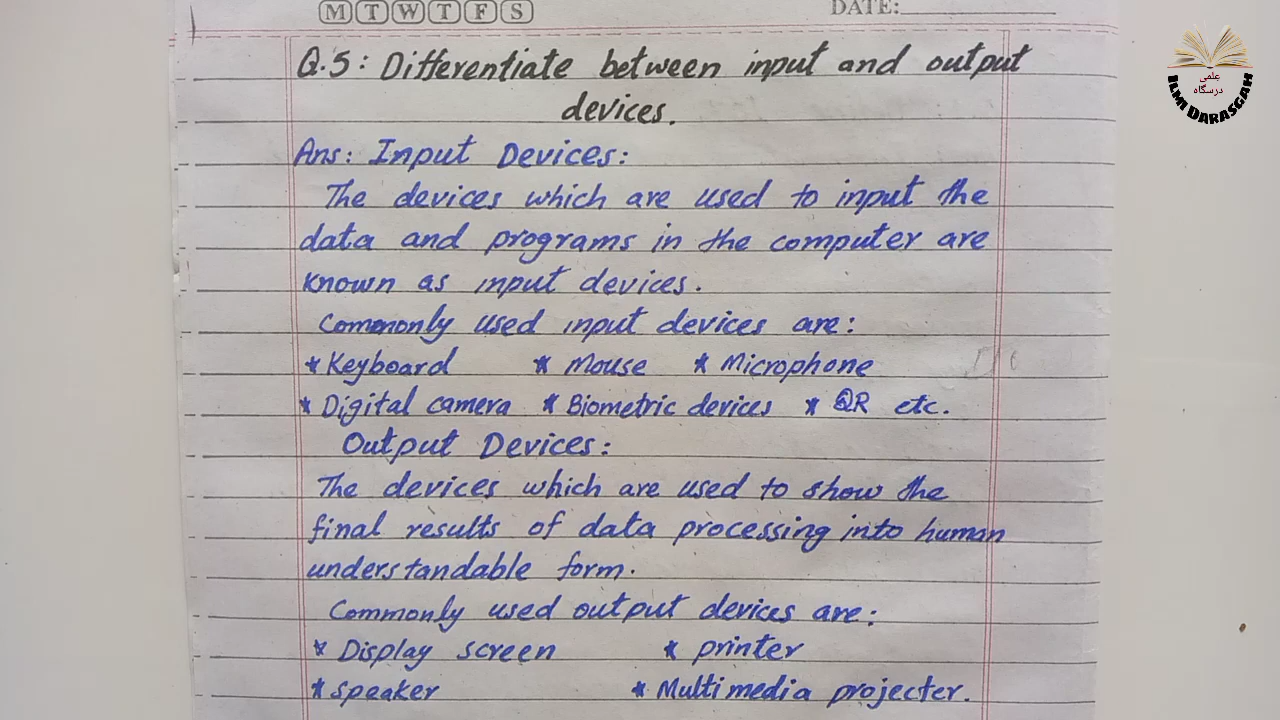 M T W T F S
DATE:
علمی
درسگاه
ILMI DARASGAH
Q.5: Differentiate between input and output
devices.
Ans: Input Devices:
The devices which are used to input the
data and programs in the computer are
known as input devices.
Commonly used input devices are:
* Keyboard * Mouse * Microphone
* Digital camera * Biometric devices * QR etc.
Output Devices:
The devices which are used to show the
final results of data processing into human
understandable form.
Commonly used output devices are:
* Display screen * printer
* speaker * Multimedia projecter.